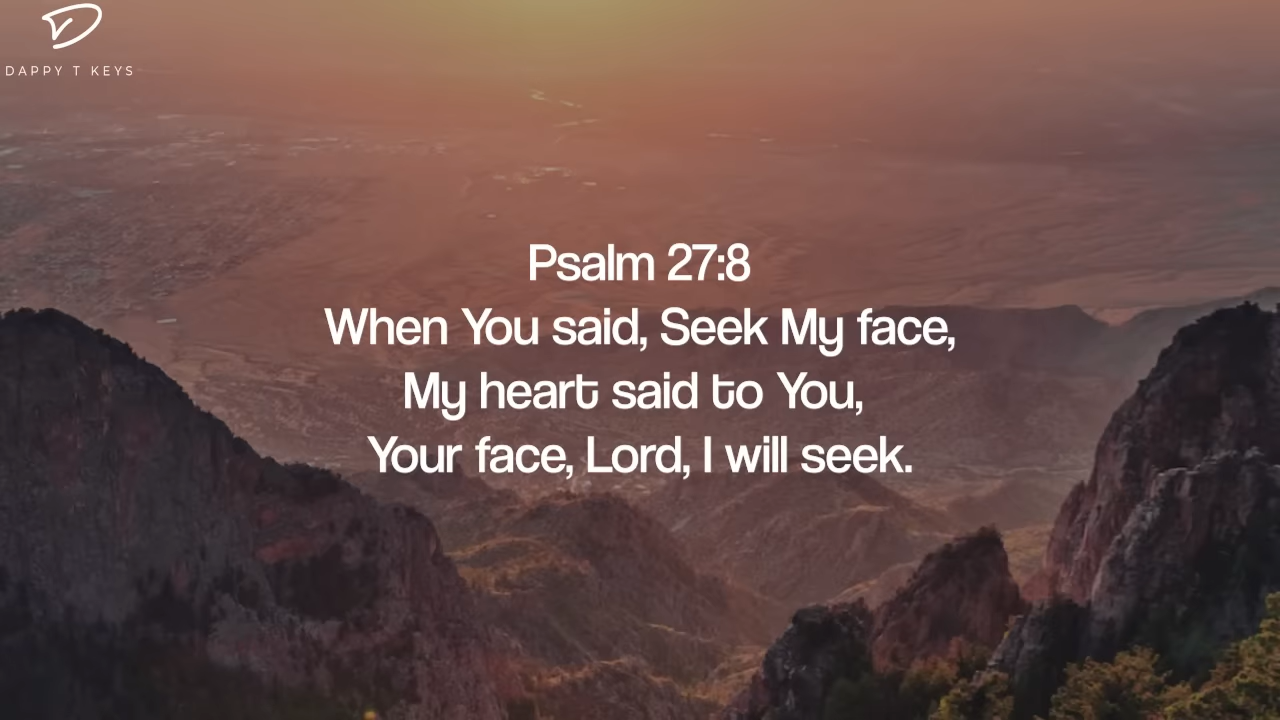 DAPPY T KEYS
Psalm 27:8
When You said, Seek My face,
My heart said to You,
Your face, Lord, I will seek.